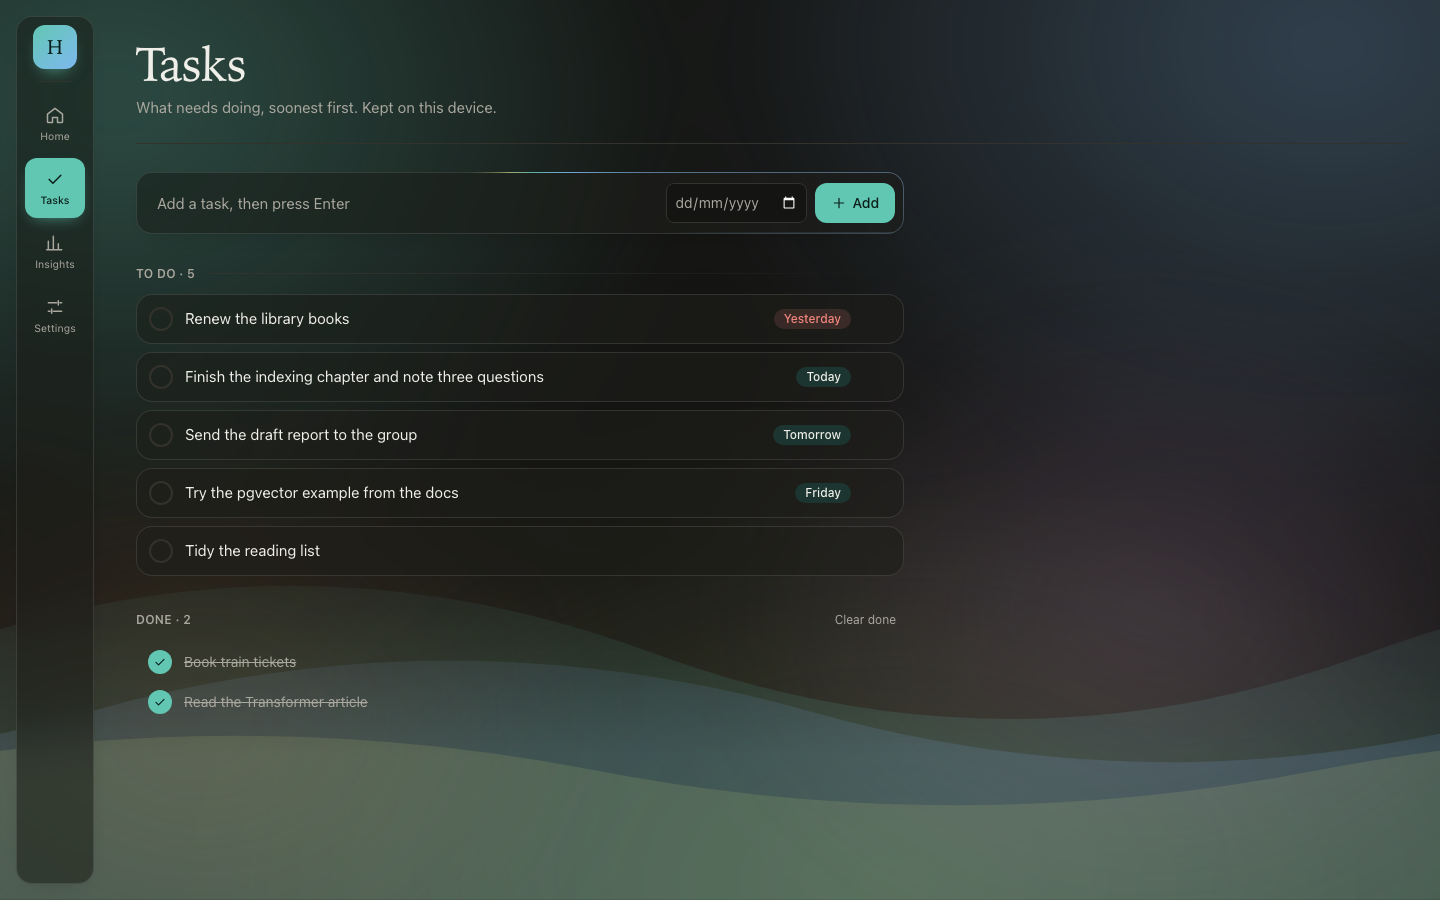 H
Home
Tasks
Insights
Settings
Tasks
What needs doing, soonest first. Kept on this device.
Add a task, then press Enter
dd/mm/yyyy
Add
TO DO · 5
Renew the library books
Yesterday
Finish the indexing chapter and note three questions
Today
Send the draft report to the group
Tomorrow
Try the pgvector example from the docs
Friday
Tidy the reading list
DONE · 2
Clear done
Book train tickets
Read the Transformer article